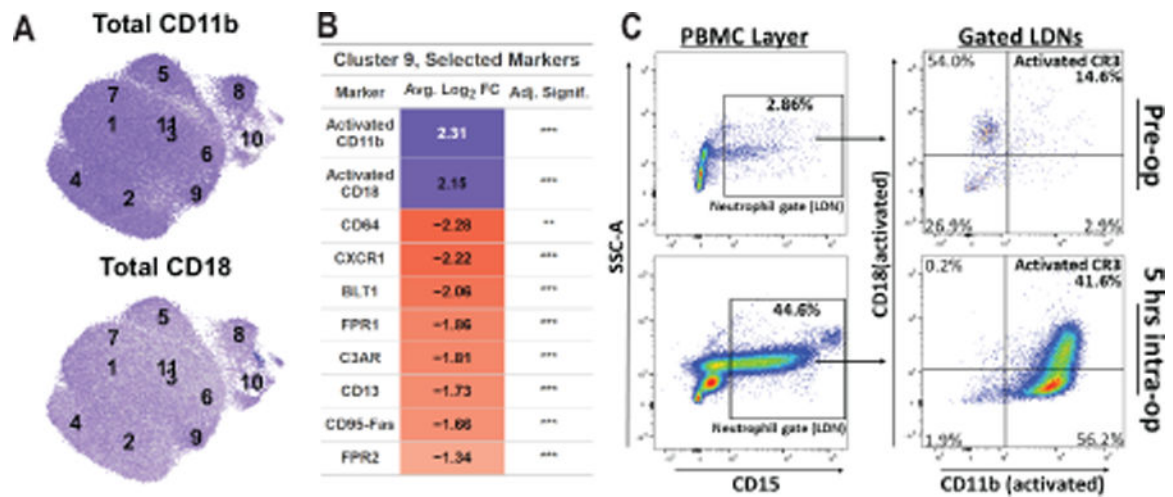 A
Total CD11b
5
7
8
1
11
3
10
6
4
2
9
Total CD18
5
7
8
1
11
3
10
6
4
2
9
B
Cluster 9, Selected Markers
Marker Avg. Log2 FC Adj. Signif.
Activated CD11b 2.31 ***
Activated CD18 2.15 ***
CD64 −2.28 **
CXCR1 −2.22 ***
BLT1 −2.06 ***
FPR1 −1.86 ***
C3AR −1.81 ***
CD13 −1.73 ***
CD95-Fas −1.66 ***
FPR2 −1.34 ***
C
PBMC Layer
Gated LDNs
2.86%
Neutrophil gate (LDN)
54.0%
Activated CR3
14.6%
26.9%
2.9%
Pre-op
44.6%
Neutrophil gate (LDN)
0.2%
Activated CR3
41.6%
1.9%
56.2%
5 hrs intra-op
SSC-A
CD18(activated)
CD15
CD11b (activated)